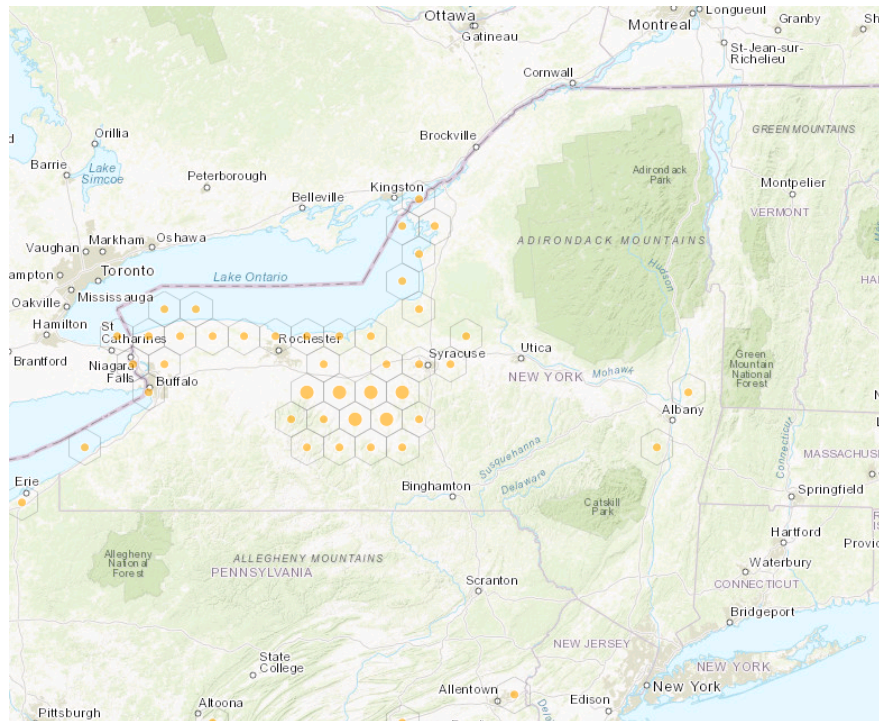 Ottawa
Gatineau
Montreal
Longueuil
Granby
St-Jean-sur-
Richelieu
Cornwall
Orillia
Brockville
GREEN MOUNTAINS
Barrie
Lake
Simcoe
Peterborough
Kingston
Belleville
Adirondack
Park
Montpelier
VERMONT
Vaughan
Markham
Oshawa
ADIRONDACK MOUNTAINS
Toronto
Lake Ontario
Hudson
Mississauga
Oakville
Hamilton
St
Catharines
Rochester
Brantford
Niagara
Falls
Syracuse
Utica
Mohawk
Green
Mountain
National
Forest
Buffalo
NEW YORK
Albany
Connecticut
Susquehanna
Delaware
Erie
Binghamton
Springfield
Catskill
Park
Hartford
Allegheny
National
Forest
ALLEGHENY MOUNTAINS
PENNSYLVANIA
Waterbury
CONNECTICUT
Scranton
Bridgeport
NEW JERSEY
State
College
NEW YORK
New York
Allentown
Edison
Altoona
Pittsburgh